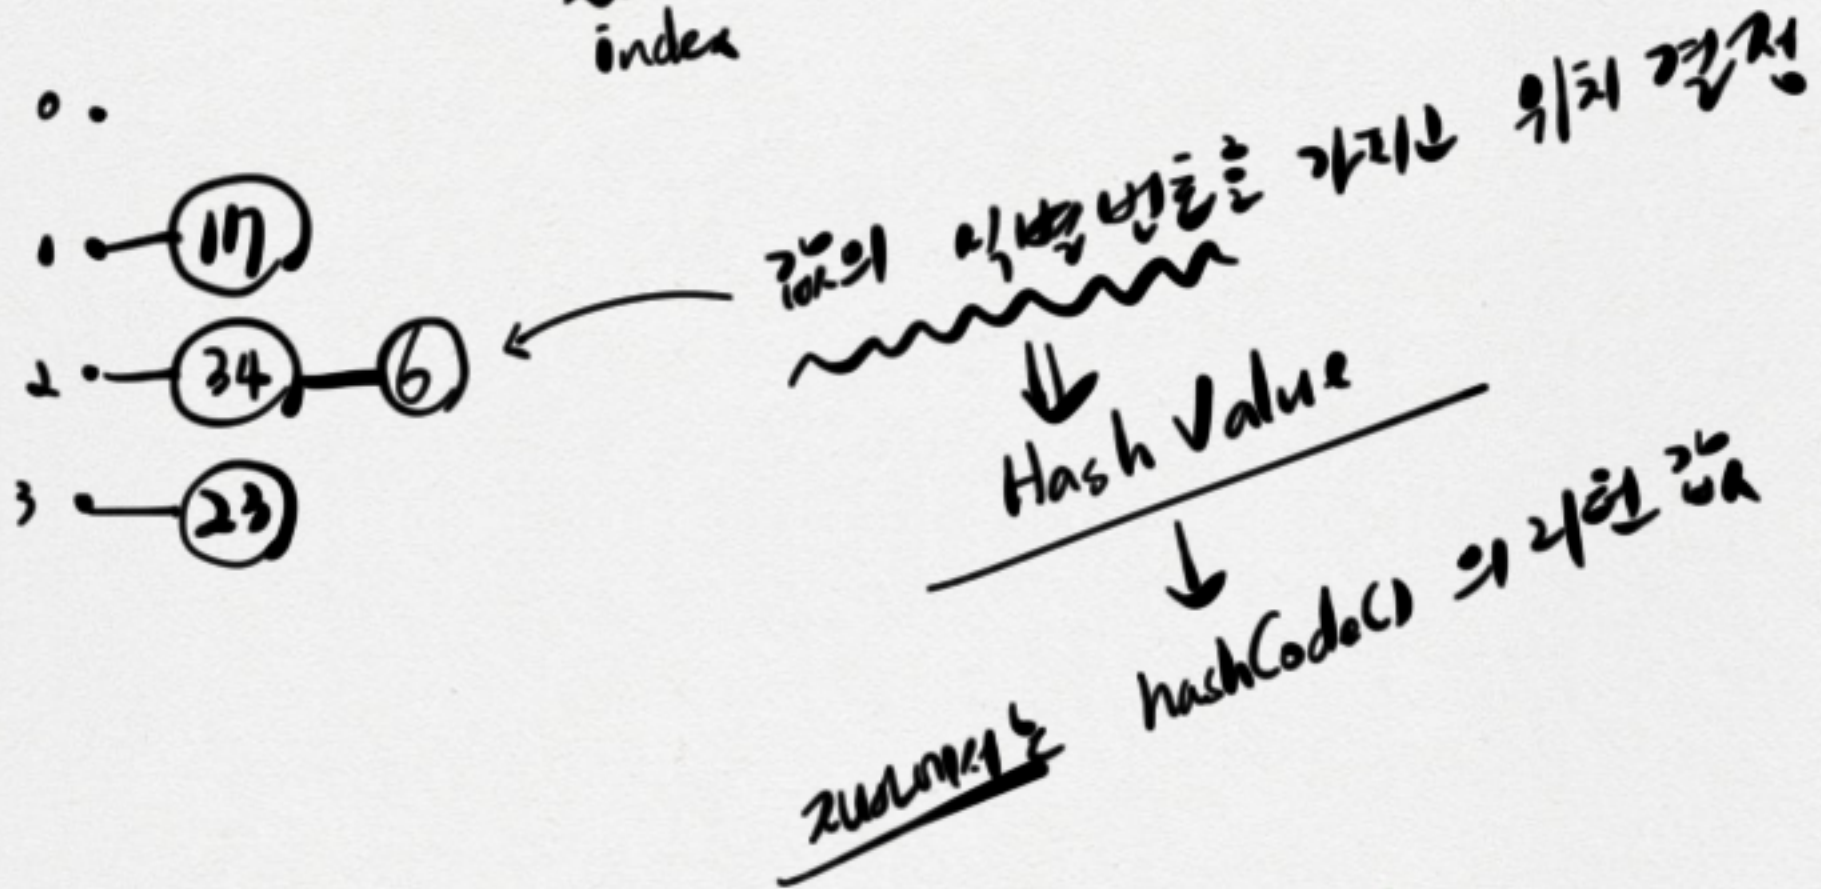 index
0
1 17
2 34 6
3 23
값의 식별번호를 가지고 위치 결정
Hash Value
hashCode() 의 리턴 값
자바에서는